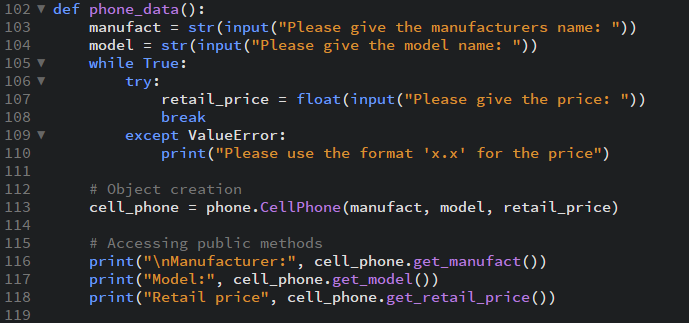 102 ▼ def phone_data():
103 manufact = str(input("Please give the manufacturers name: "))
104 model = str(input("Please give the model name: "))
105 ▼ while True:
106 ▼ try:
107 retail_price = float(input("Please give the price: "))
108 break
109 ▼ except ValueError:
110 print("Please use the format 'x.x' for the price")
111
112 # Object creation
113 cell_phone = phone.CellPhone(manufact, model, retail_price)
114
115 # Accessing public methods
116 print("\nManufacturer:", cell_phone.get_manufact())
117 print("Model:", cell_phone.get_model())
118 print("Retail price", cell_phone.get_retail_price())
119